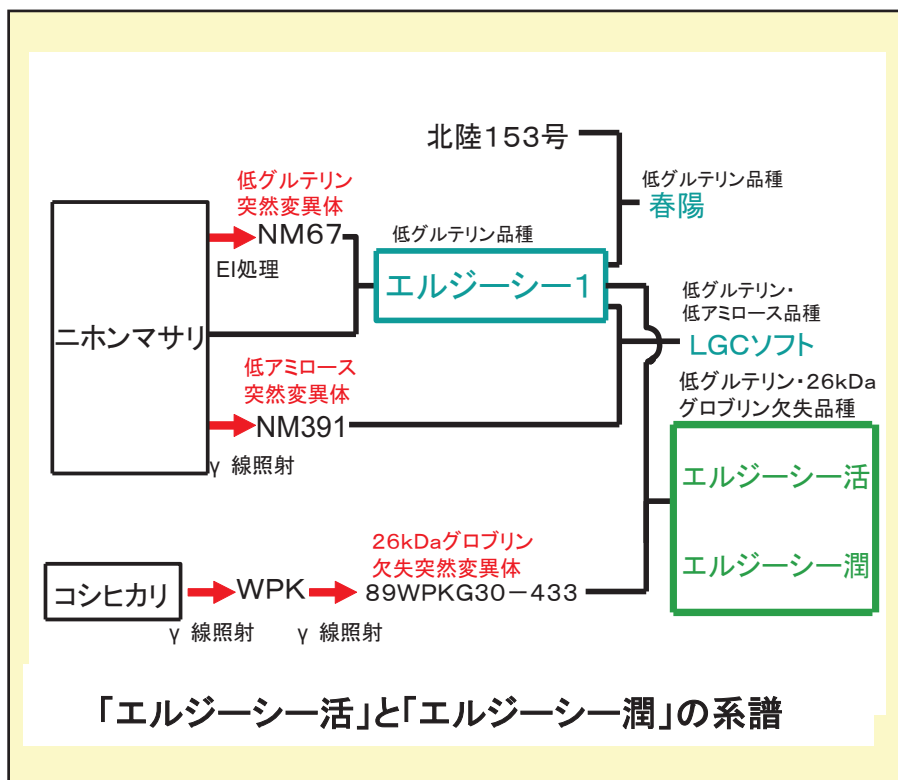 北陸153号
低グルテリン品種
春陽
低グルテリン
突然変異体
NM67
EI処理
低グルテリン品種
エルジーシー1
ニホンマサリ
低グルテリン・
低アミロース品種
LGCソフト
低アミロース
突然変異体
NM391
γ 線照射
低グルテリン・26kDa
グロブリン欠失品種
エルジーシー活
エルジーシー潤
26kDaグロブリン
欠失突然変異体
コシヒカリ
WPK
89WPKG30－433
γ 線照射
γ 線照射
「エルジーシー活」と「エルジーシー潤」の系譜